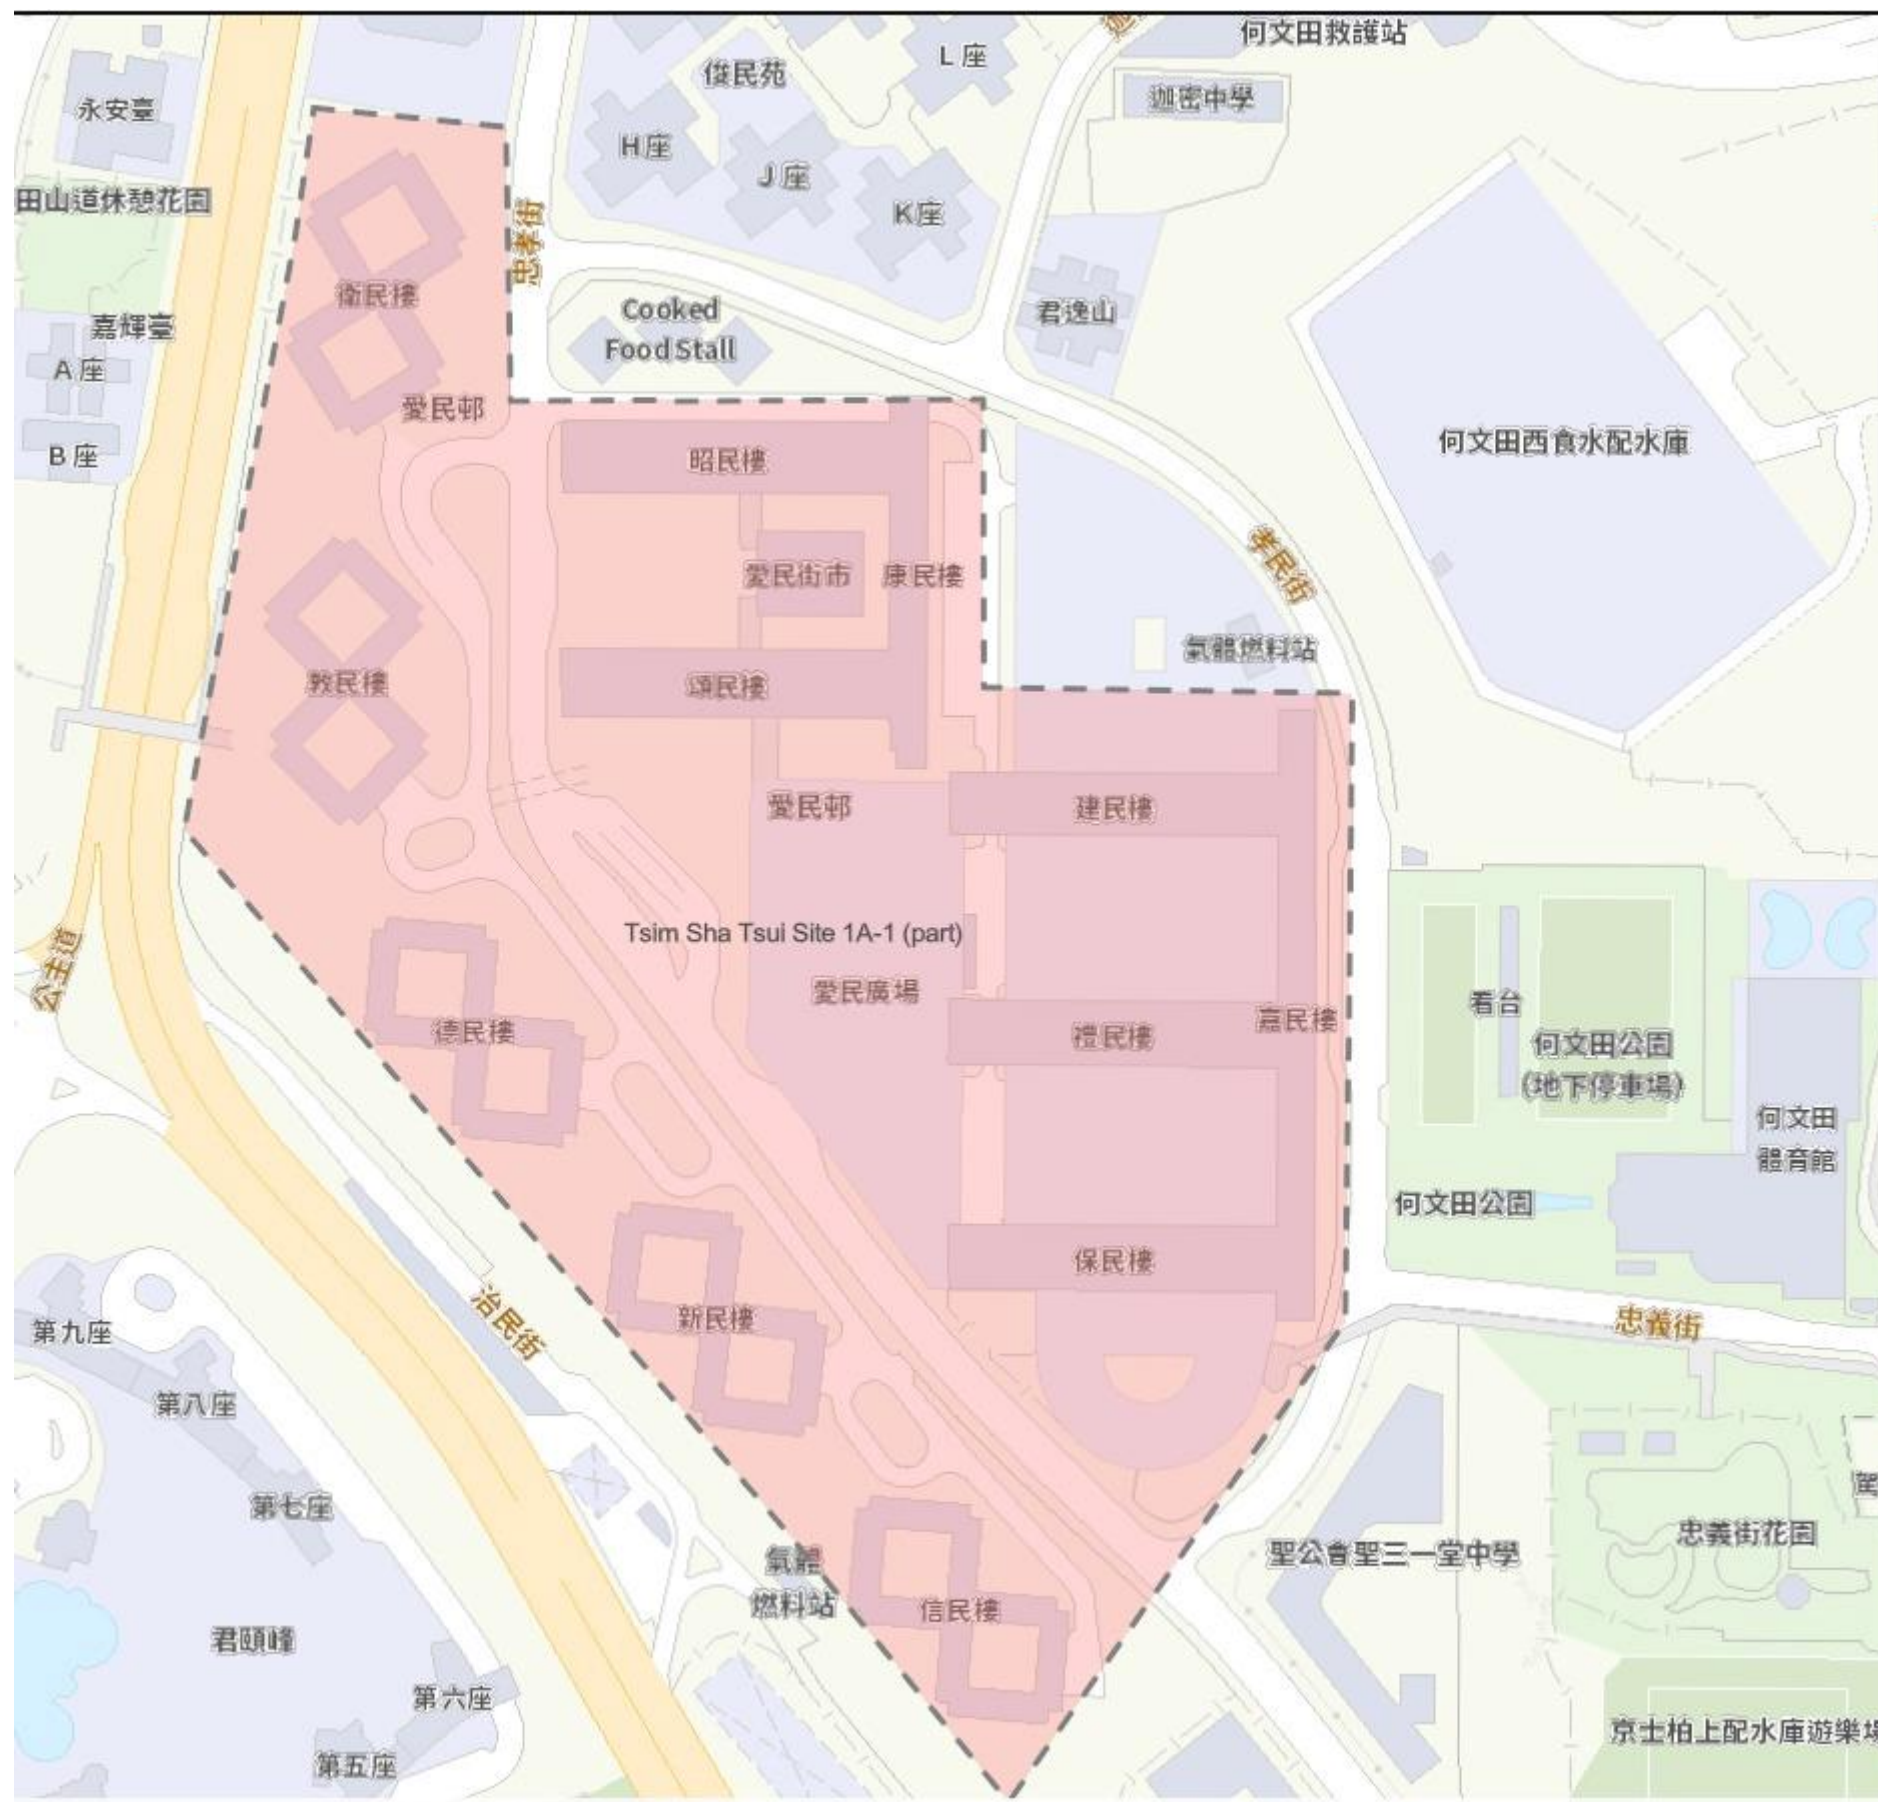 何文田救護站
L座
俊民苑
迦密中學
永安臺
H座
J座
K座
田山道休憩花園
忠孝街
衛民樓
Cooked
Food Stall
君逸山
嘉輝臺
A座
愛民邨
B座
昭民樓
何文田西食水配水庫
愛民街市
康民樓
孝民街
氣體燃料站
敦民樓
頌民樓
愛民邨
建民樓
Tsim Sha Tsui Site 1A-1 (part)
公主道
愛民廣場
看台
德民樓
禮民樓
嘉民樓
何文田公園
(地下停車場)
何文田
體育館
何文田公園
保民樓
治民街
新民樓
忠義街
第九座
第八座
第七座
忠義街花園
聖公會聖三一堂中學
氣體
燃料站
信民樓
君頤峰
第六座
京士柏上配水庫遊樂場
第五座